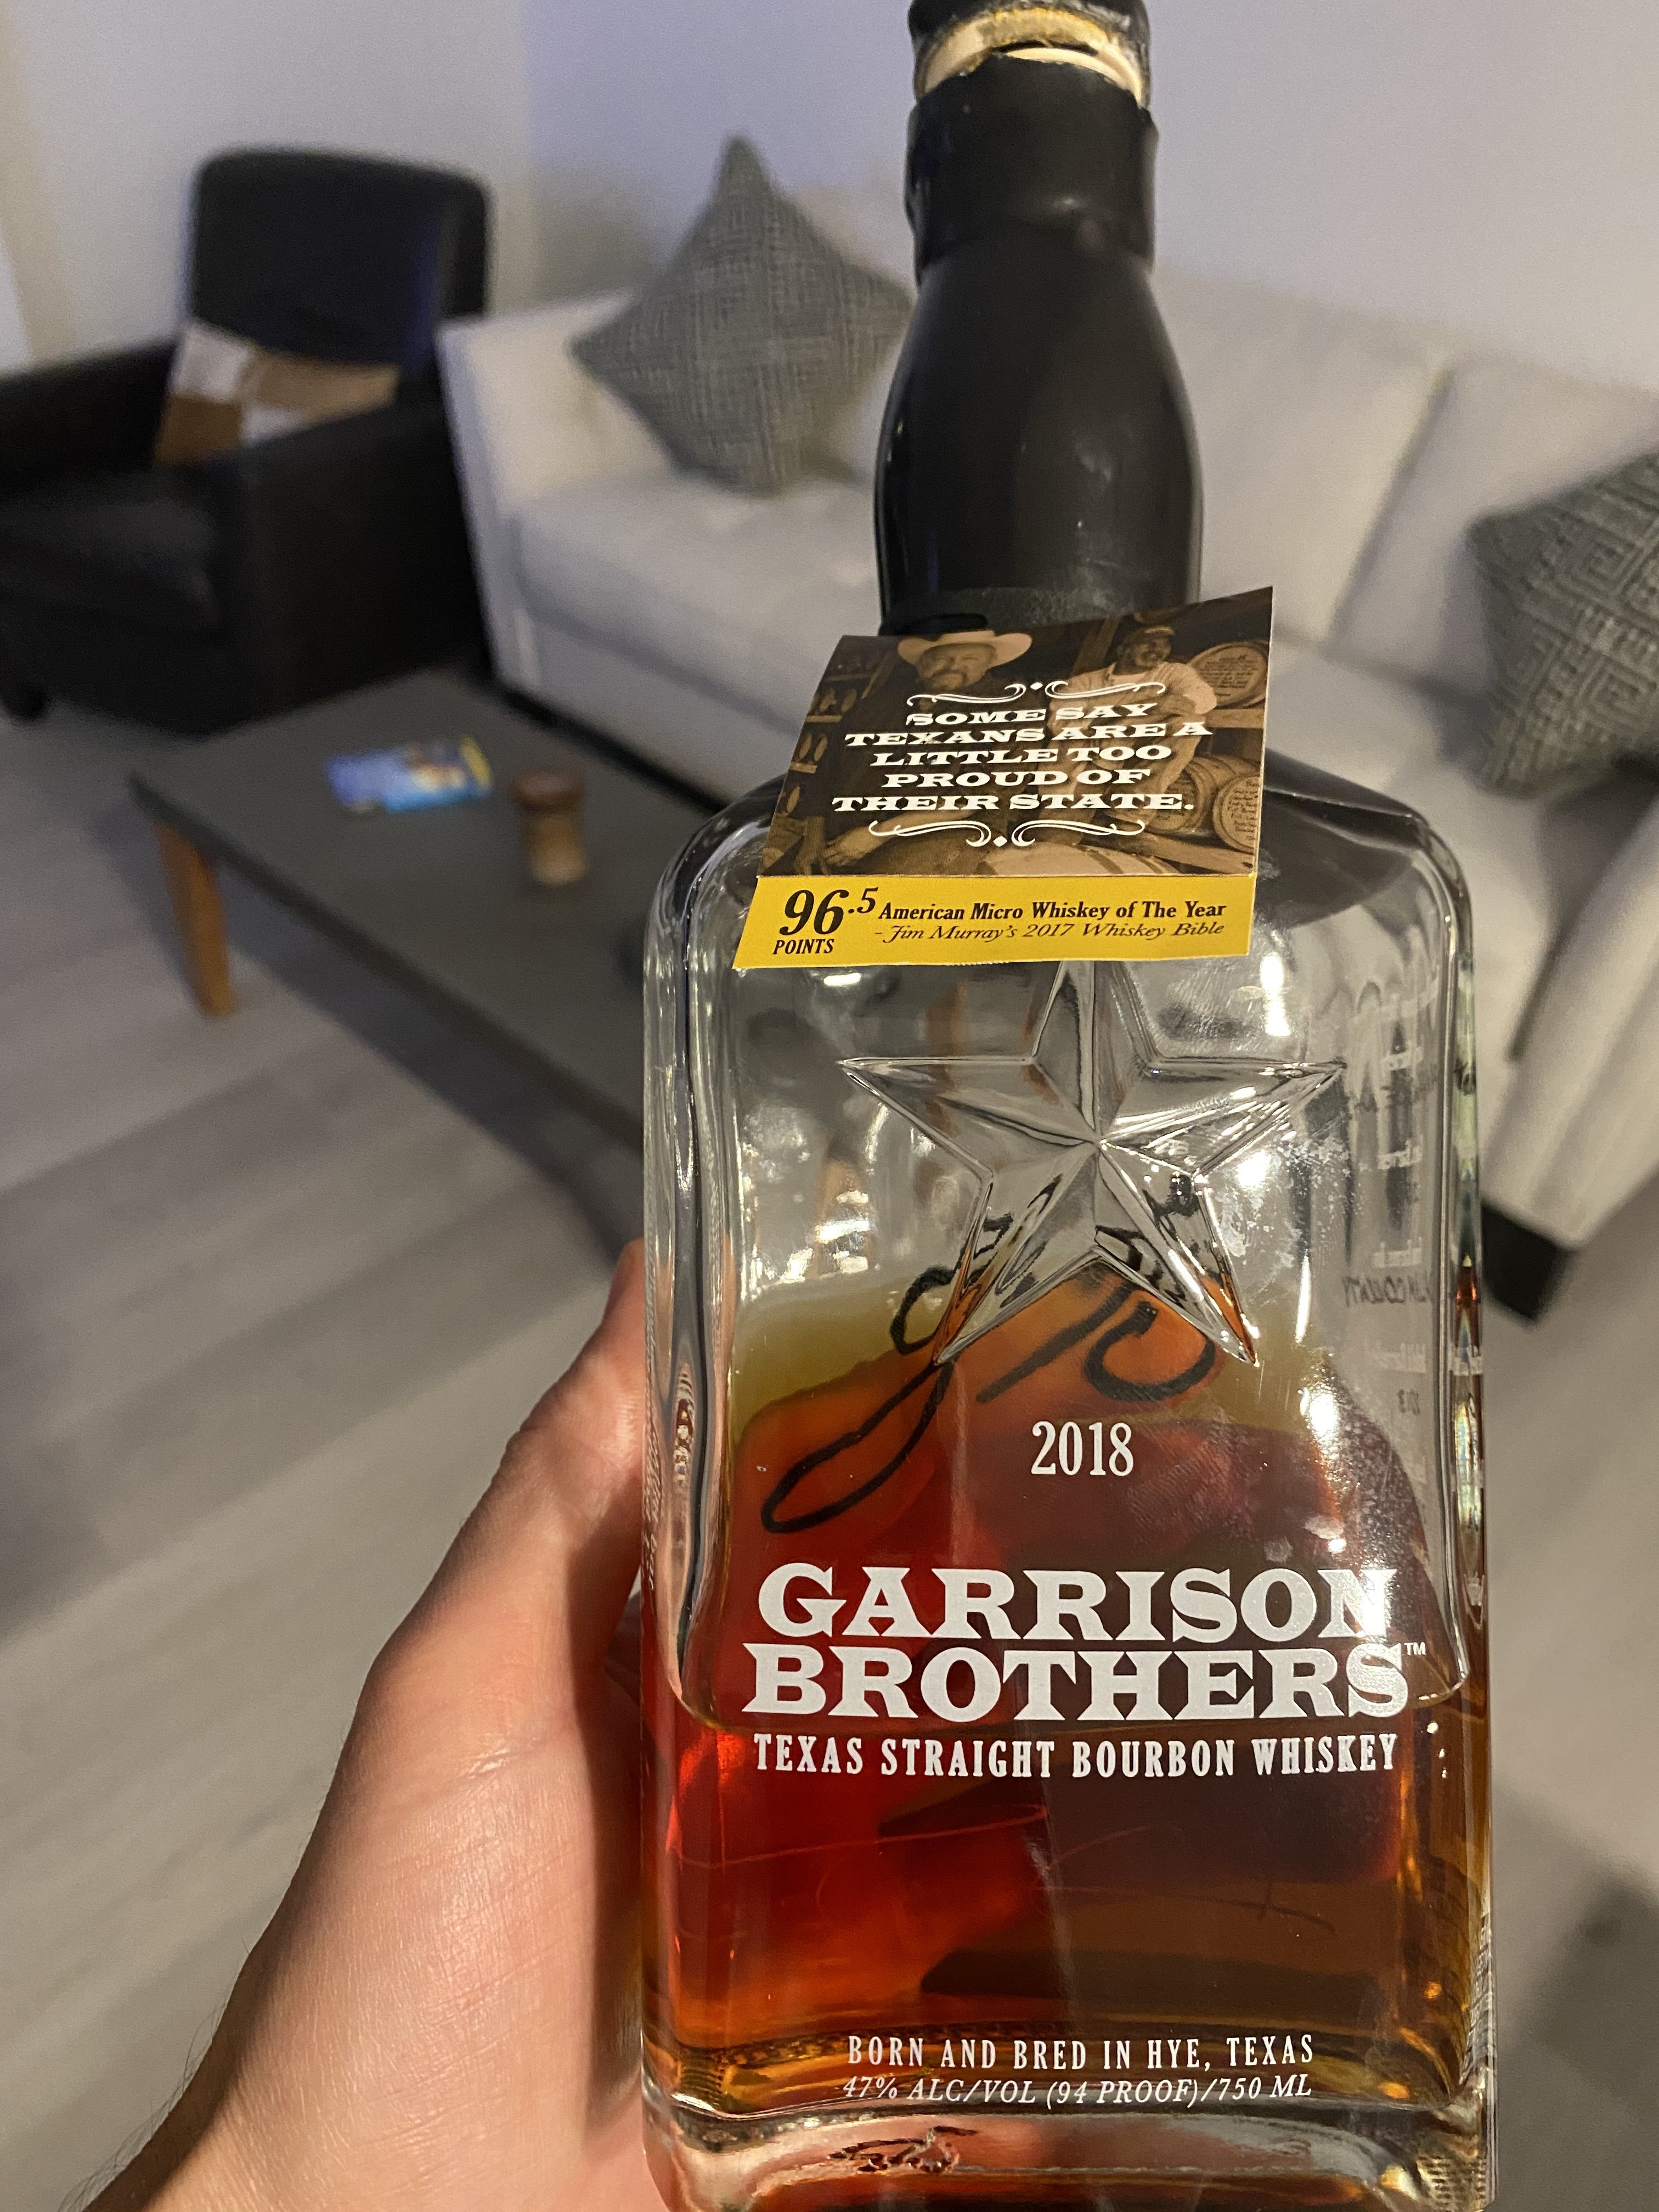 SOME SAY
TEXANS ARE A
LITTLE TOO
PROUD OF
THEIR STATE.
96.5 American Micro Whiskey of The Year
POINTS - Jim Murray's 2017 Whiskey Bible
2018
GARRISON
BROTHERS™
TEXAS STRAIGHT BOURBON WHISKEY
BORN AND BRED IN HYE, TEXAS
47% ALC/VOL (94 PROOF)/750 ML